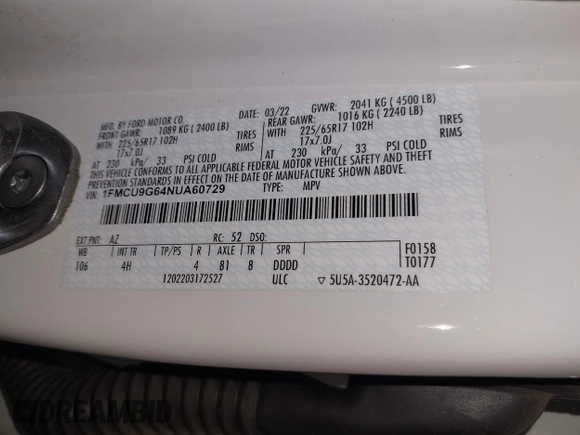 MFD. BY FORD MOTOR CO.
03/22 GVWR: 2041 KG ( 4500 LB)
FRONT GAWR: 1089 KG ( 2400 LB)
REAR GAWR: 1016 KG ( 2240 LB)
WITH 225/65R17 102H TIRES
WITH 225/65R17 102H TIRES
17x7.0J RIMS
17x7.0J RIMS
AT 230 kPa/ 33 PSI COLD
AT 230 kPa/ 33 PSI COLD
THIS VEHICLE CONFORMS TO ALL APPLICABLE FEDERAL MOTOR VEHICLE SAFETY AND THEFT
PREVENTION STANDARDS IN EFFECT ON THE DATE OF MANUFACTURE SHOWN ABOVE.
VIN: 1FMCU9G64NUA60729 TYPE: MPV
EXT PNT: AZ RC: 52 DSO:
WB INT TR TP/PS R AXLE TR SPR F0158
106 4H 4 81 8 DDDD T0177
1202203172527 ULC ▽ 5U5A-3520472-AA
DREAMBID